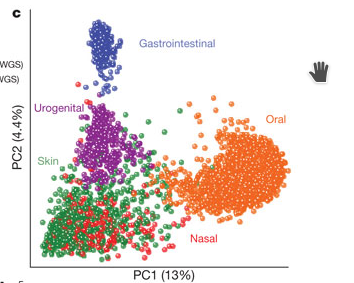 c
Gastrointestinal
WGS)
WGS)
Urogenital
Oral
PC2 (4.4%)
Skin
Nasal
PC1 (13%)